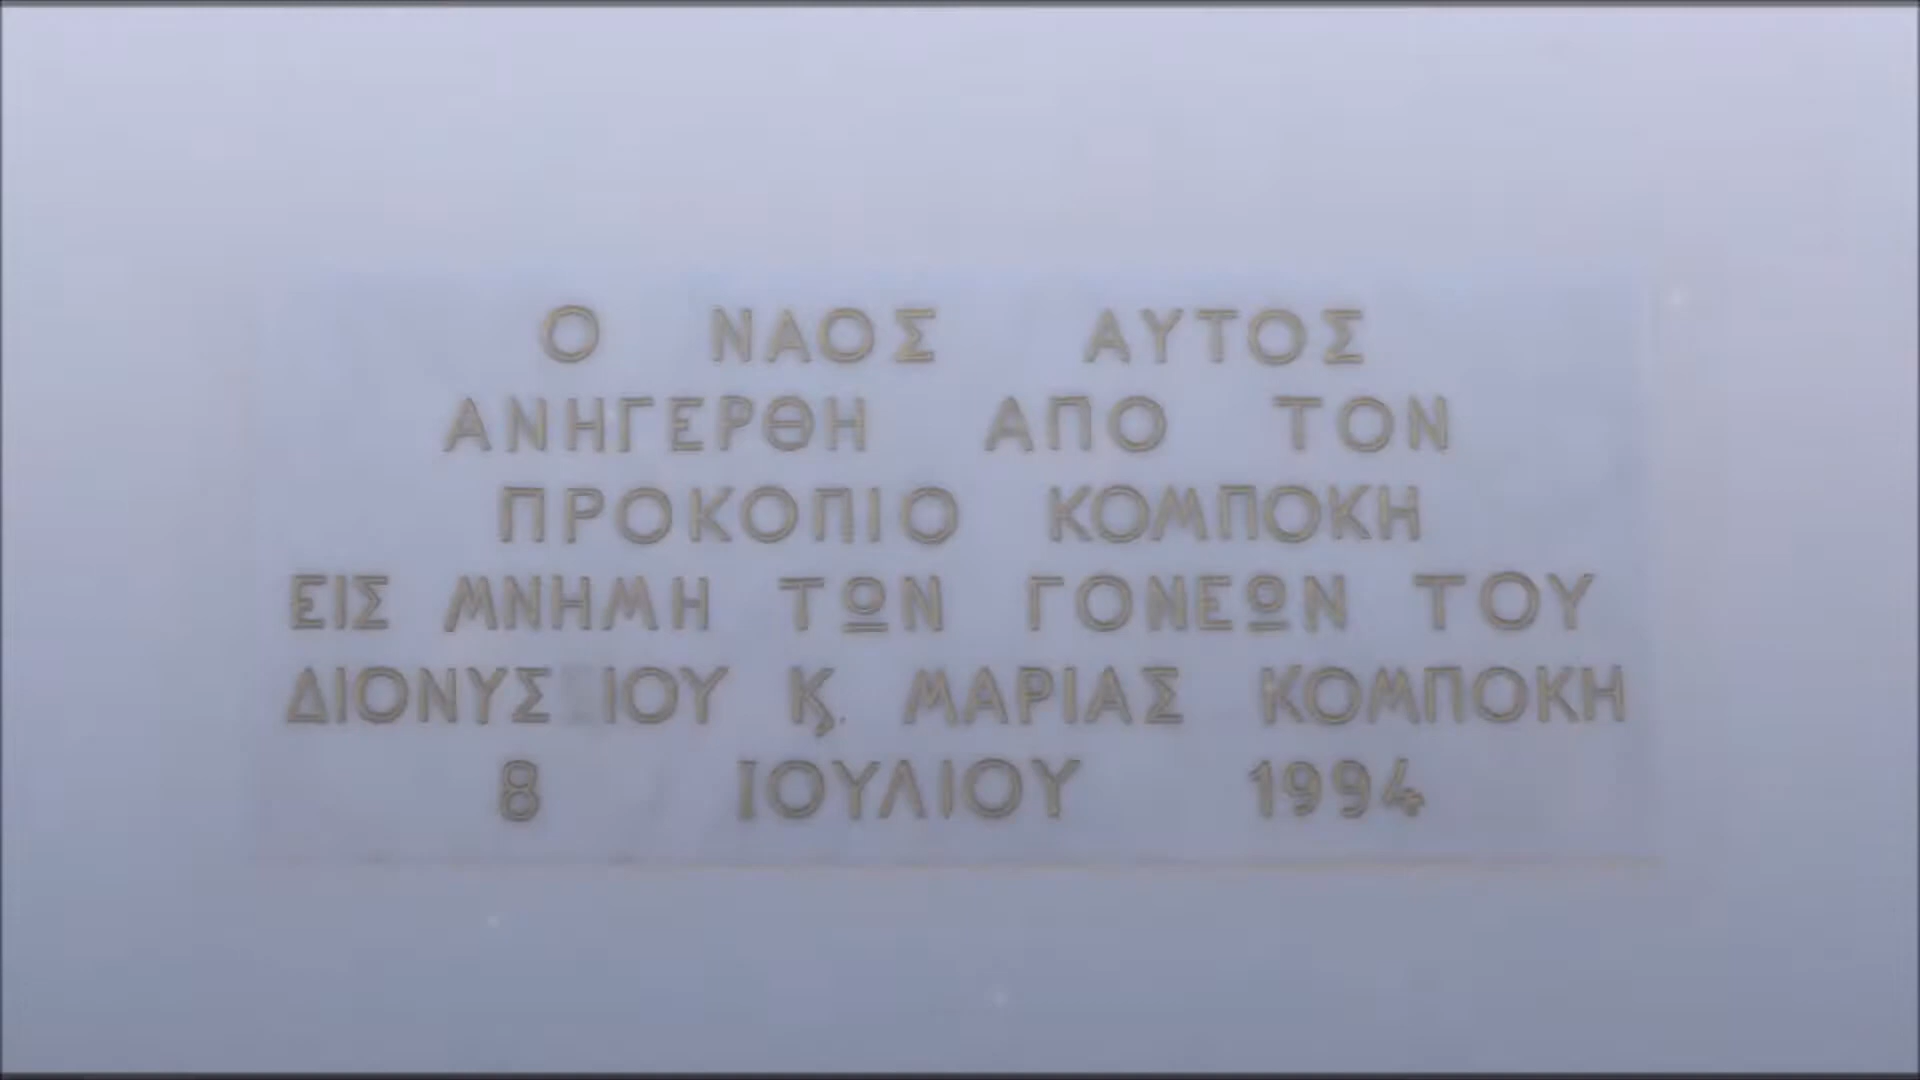 Ο ΝΑΟΣ ΑΥΤΟΣ
ΑΝΗΓΕΡΘΗ ΑΠΟ ΤΟΝ
ΠΡΟΚΟΠΙΟ ΚΟΜΠΟΚΗ
ΕΙΣ ΜΝΗΜΗ ΤΩΝ ΓΟΝΕΩΝ ΤΟΥ
ΔΙΟΝΥΣΙΟΥ Κ. ΜΑΡΙΑΣ ΚΟΜΠΟΚΗ
8 ΙΟΥΛΙΟΥ 1994